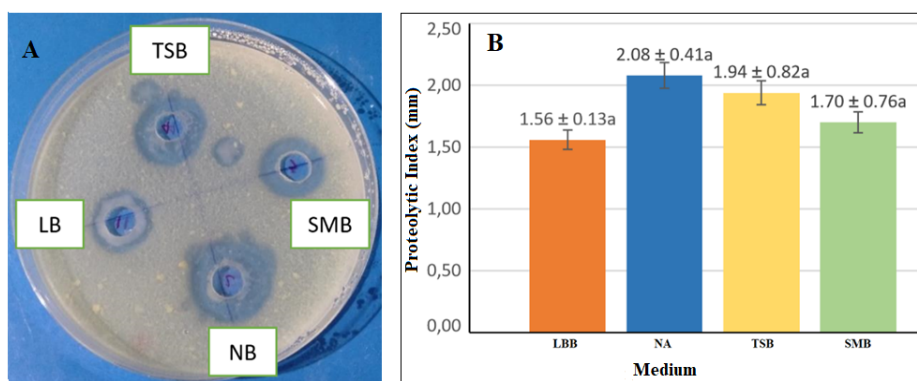 A
TSB
LB
SMB
NB
B
Proteolytic Index (mm)
2,50
2,00
1,50
1,00
0,50
0,00
1.56 ± 0.13a
2.08 ± 0.41a
1.94 ± 0.82a
1.70 ± 0.76a
LBB
NA
TSB
SMB
Medium